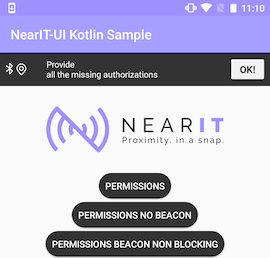 11:10
NearIT-UI Kotlin Sample
Provide
all the missing authorizations
OK!
NEARIT
Proximity, in a snap.
PERMISSIONS
PERMISSIONS NO BEACON
PERMISSIONS BEACON NON BLOCKING